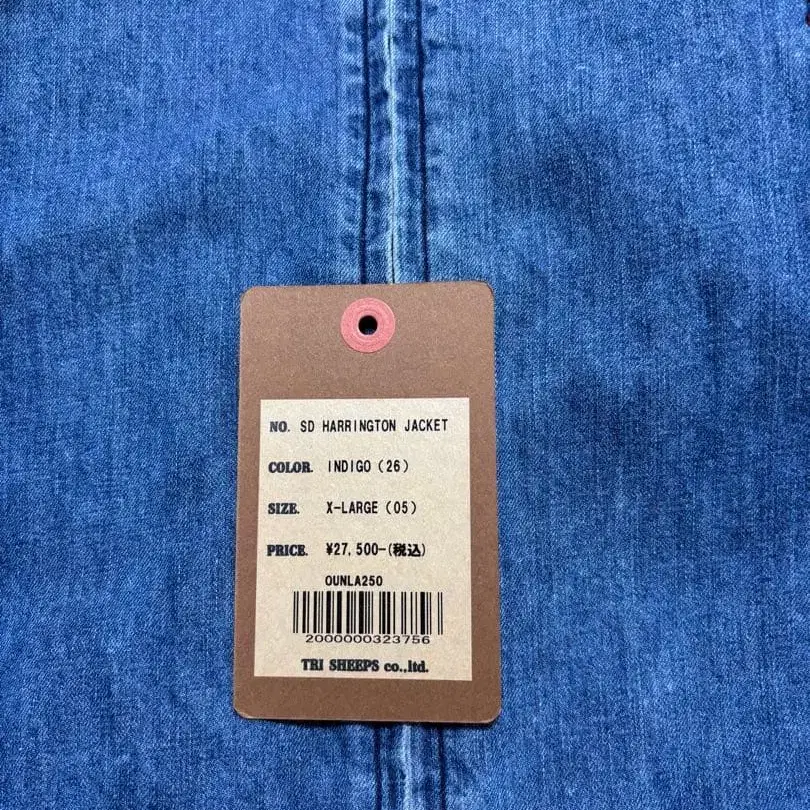 NO. SD HARRINGTON JACKET
COLOR. INDIGO(26)
SIZE. X-LARGE(05)
PRICE. ¥27,500-(税込)
OUNLA250
2000000323756
TRI SHEEPS co.,ltd.